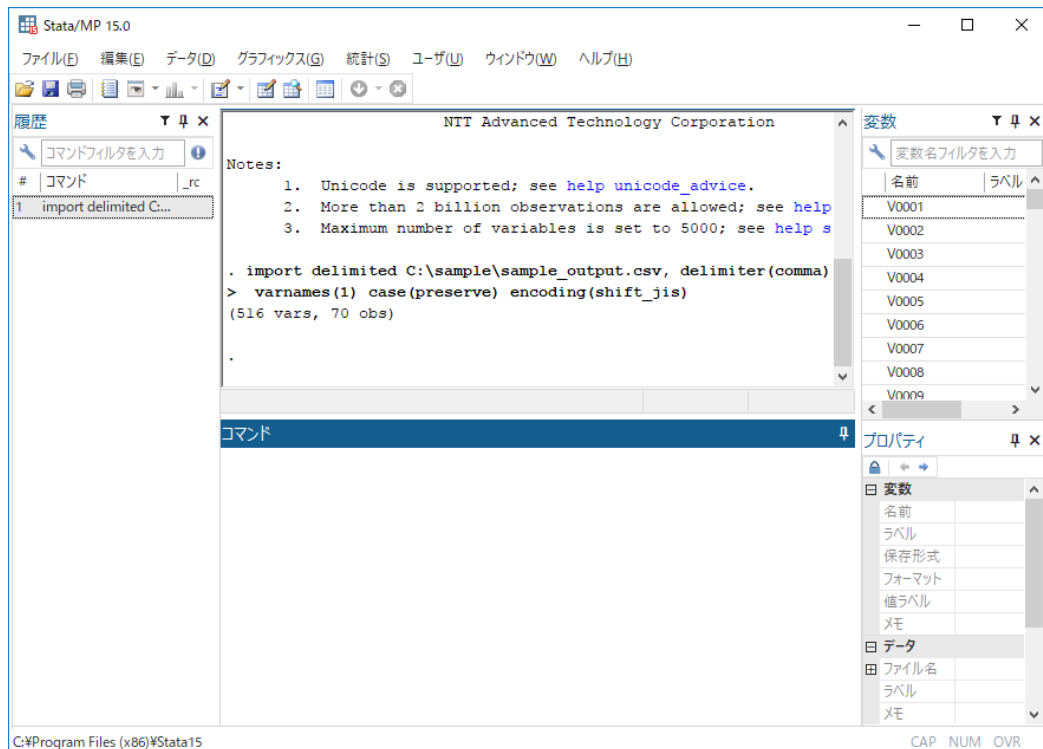 Stata/MP 15.0
ファイル(F) 編集(E) データ(D) グラフィックス(G) 統計(S) ユーザ(U) ウィンドウ(W) ヘルプ(H)
履歴
コマンドフィルタを入力
# コマンド _rc
1 import delimited C:...
NTT Advanced Technology Corporation
Notes:
1. Unicode is supported; see help unicode_advice.
2. More than 2 billion observations are allowed; see help
3. Maximum number of variables is set to 5000; see help s
. import delimited C:\sample\sample_output.csv, delimiter(comma)
> varnames(1) case(preserve) encoding(shift_jis)
(516 vars, 70 obs)
.
コマンド
変数
変数名フィルタを入力
名前 ラベル
V0001
V0002
V0003
V0004
V0005
V0006
V0007
V0008
V0009
プロパティ
変数
名前
ラベル
保存形式
フォーマット
値ラベル
メモ
データ
ファイル名
ラベル
メモ
C:¥Program Files (x86)¥Stata15
CAP NUM OVR